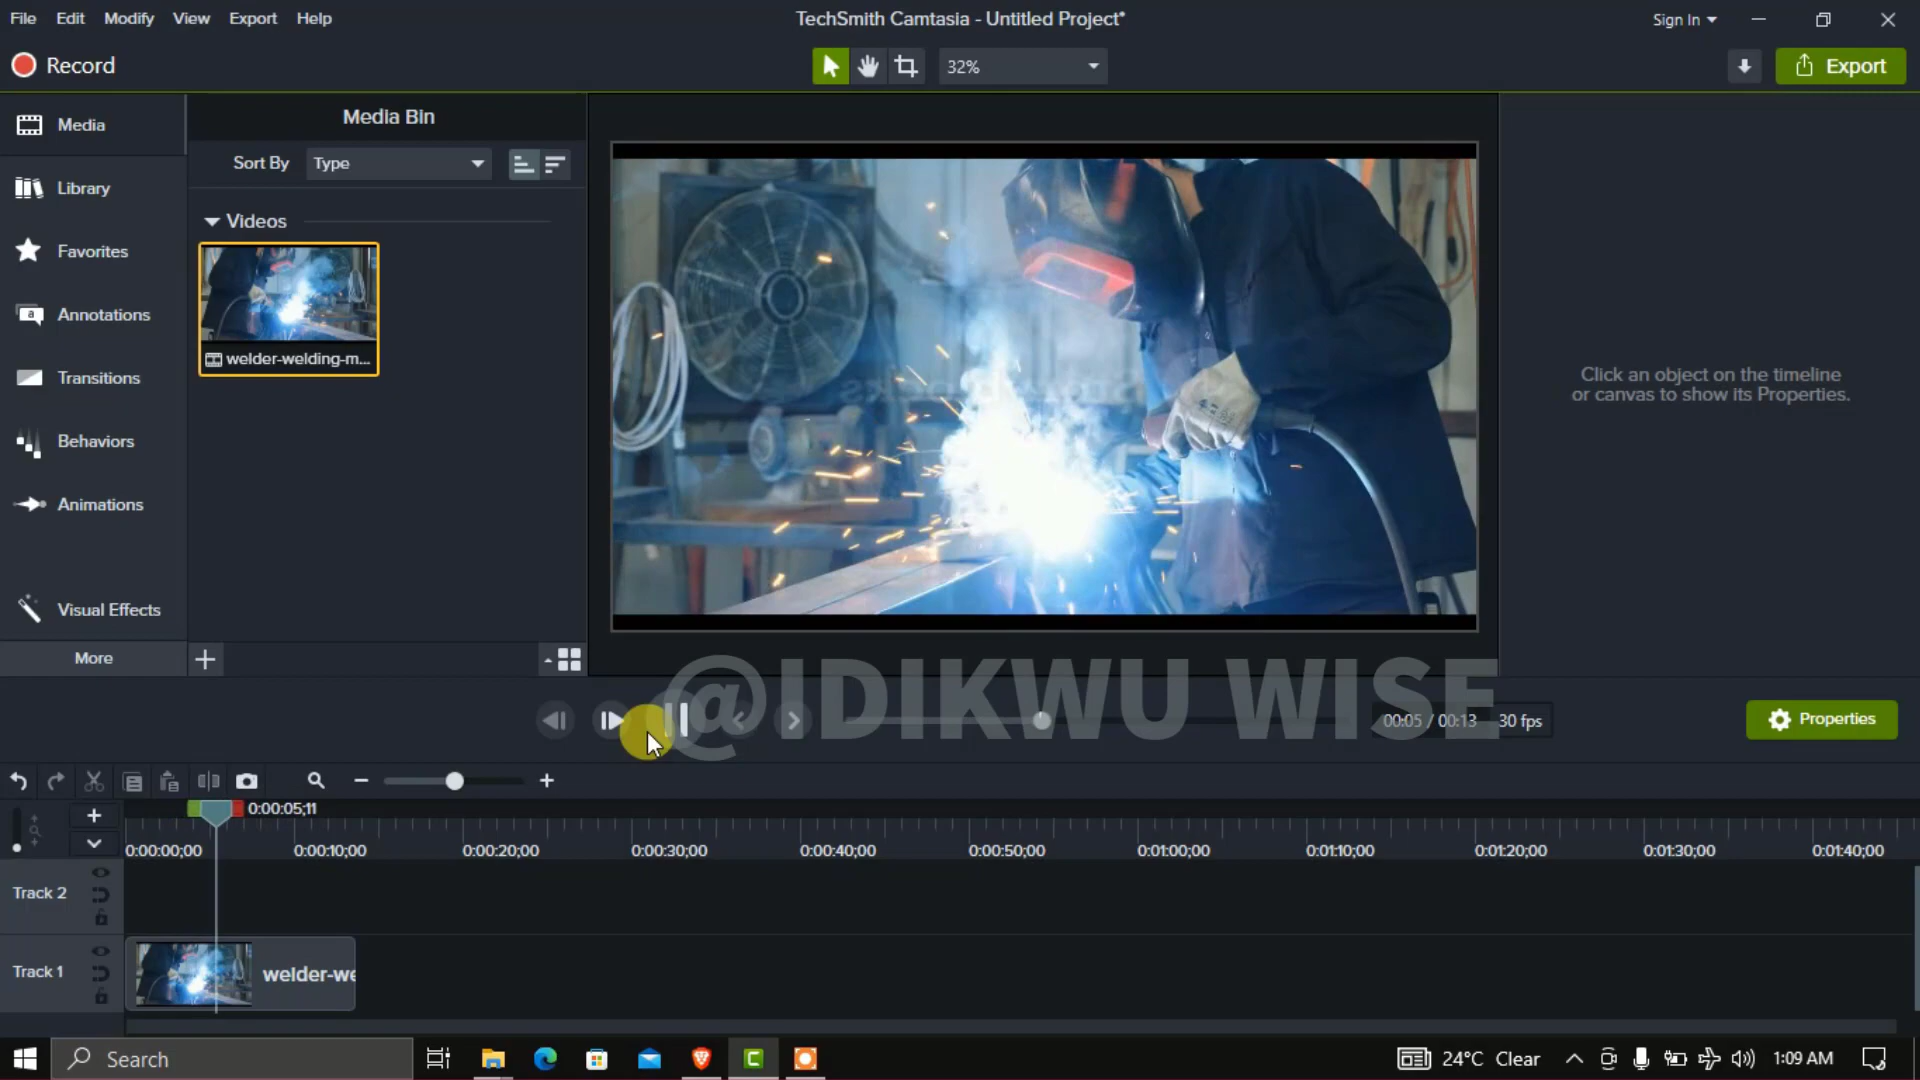 File Edit Modify View Export Help
TechSmith Camtasia - Untitled Project*
Sign In
Record
32%
Export
Media
Library
Favorites
Annotations
Transitions
Behaviors
Animations
Visual Effects
More
Media Bin
Sort By Type
Videos
welder-welding-m...
Click an object on the timeline
or canvas to show its Properties.
@IDIKWU WISE
00:05 / 00:13 30 fps
Properties
0:00:05;11
0:00:00;00 0:00:10;00 0:00:20;00 0:00:30;00 0:00:40;00 0:00:50;00 0:01:00;00 0:01:10;00 0:01:20;00 0:01:30;00 0:01:40;00
Track 2
Track 1
welder-we
Search
24°C Clear
1:09 AM